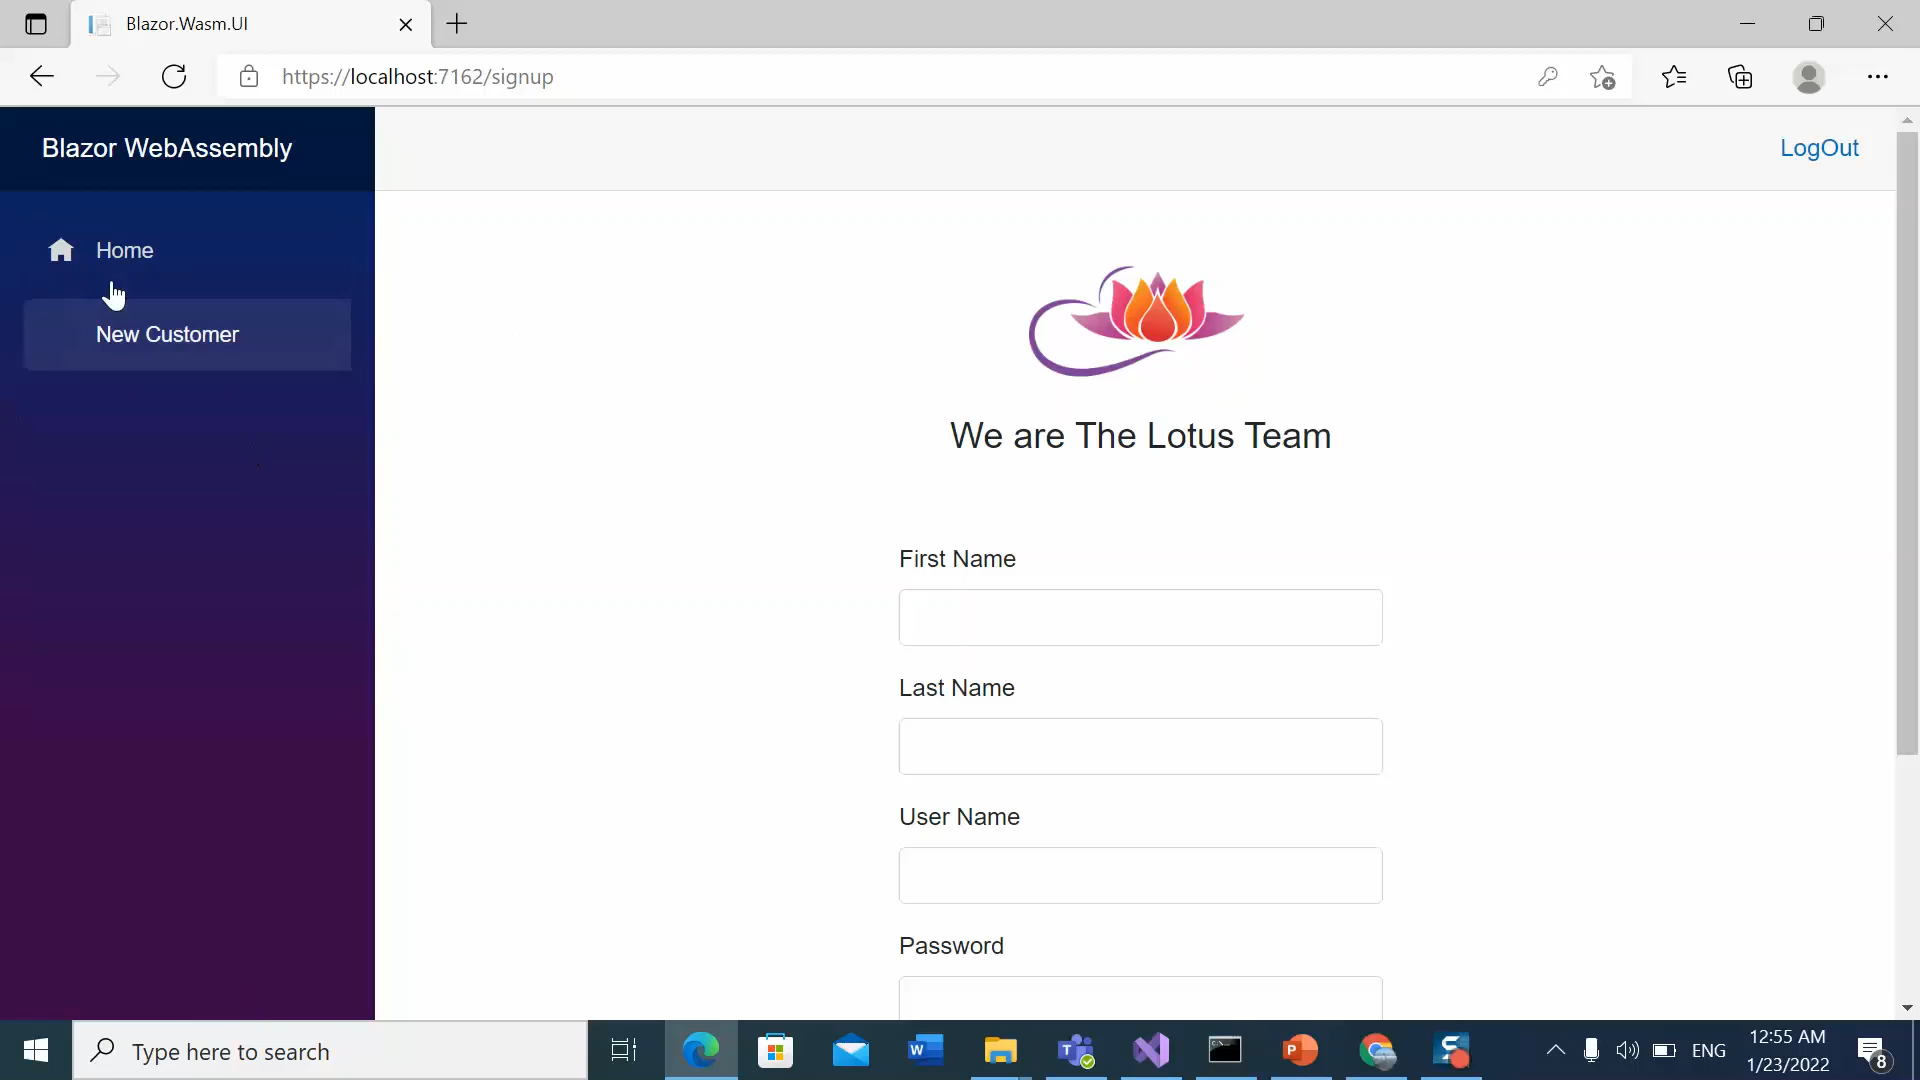 Blazor.Wasm.UI
https://localhost:7162/signup
Blazor WebAssembly
LogOut
Home
New Customer
We are The Lotus Team
First Name
Last Name
User Name
Password
Type here to search
ENG
12:55 AM
1/23/2022
8